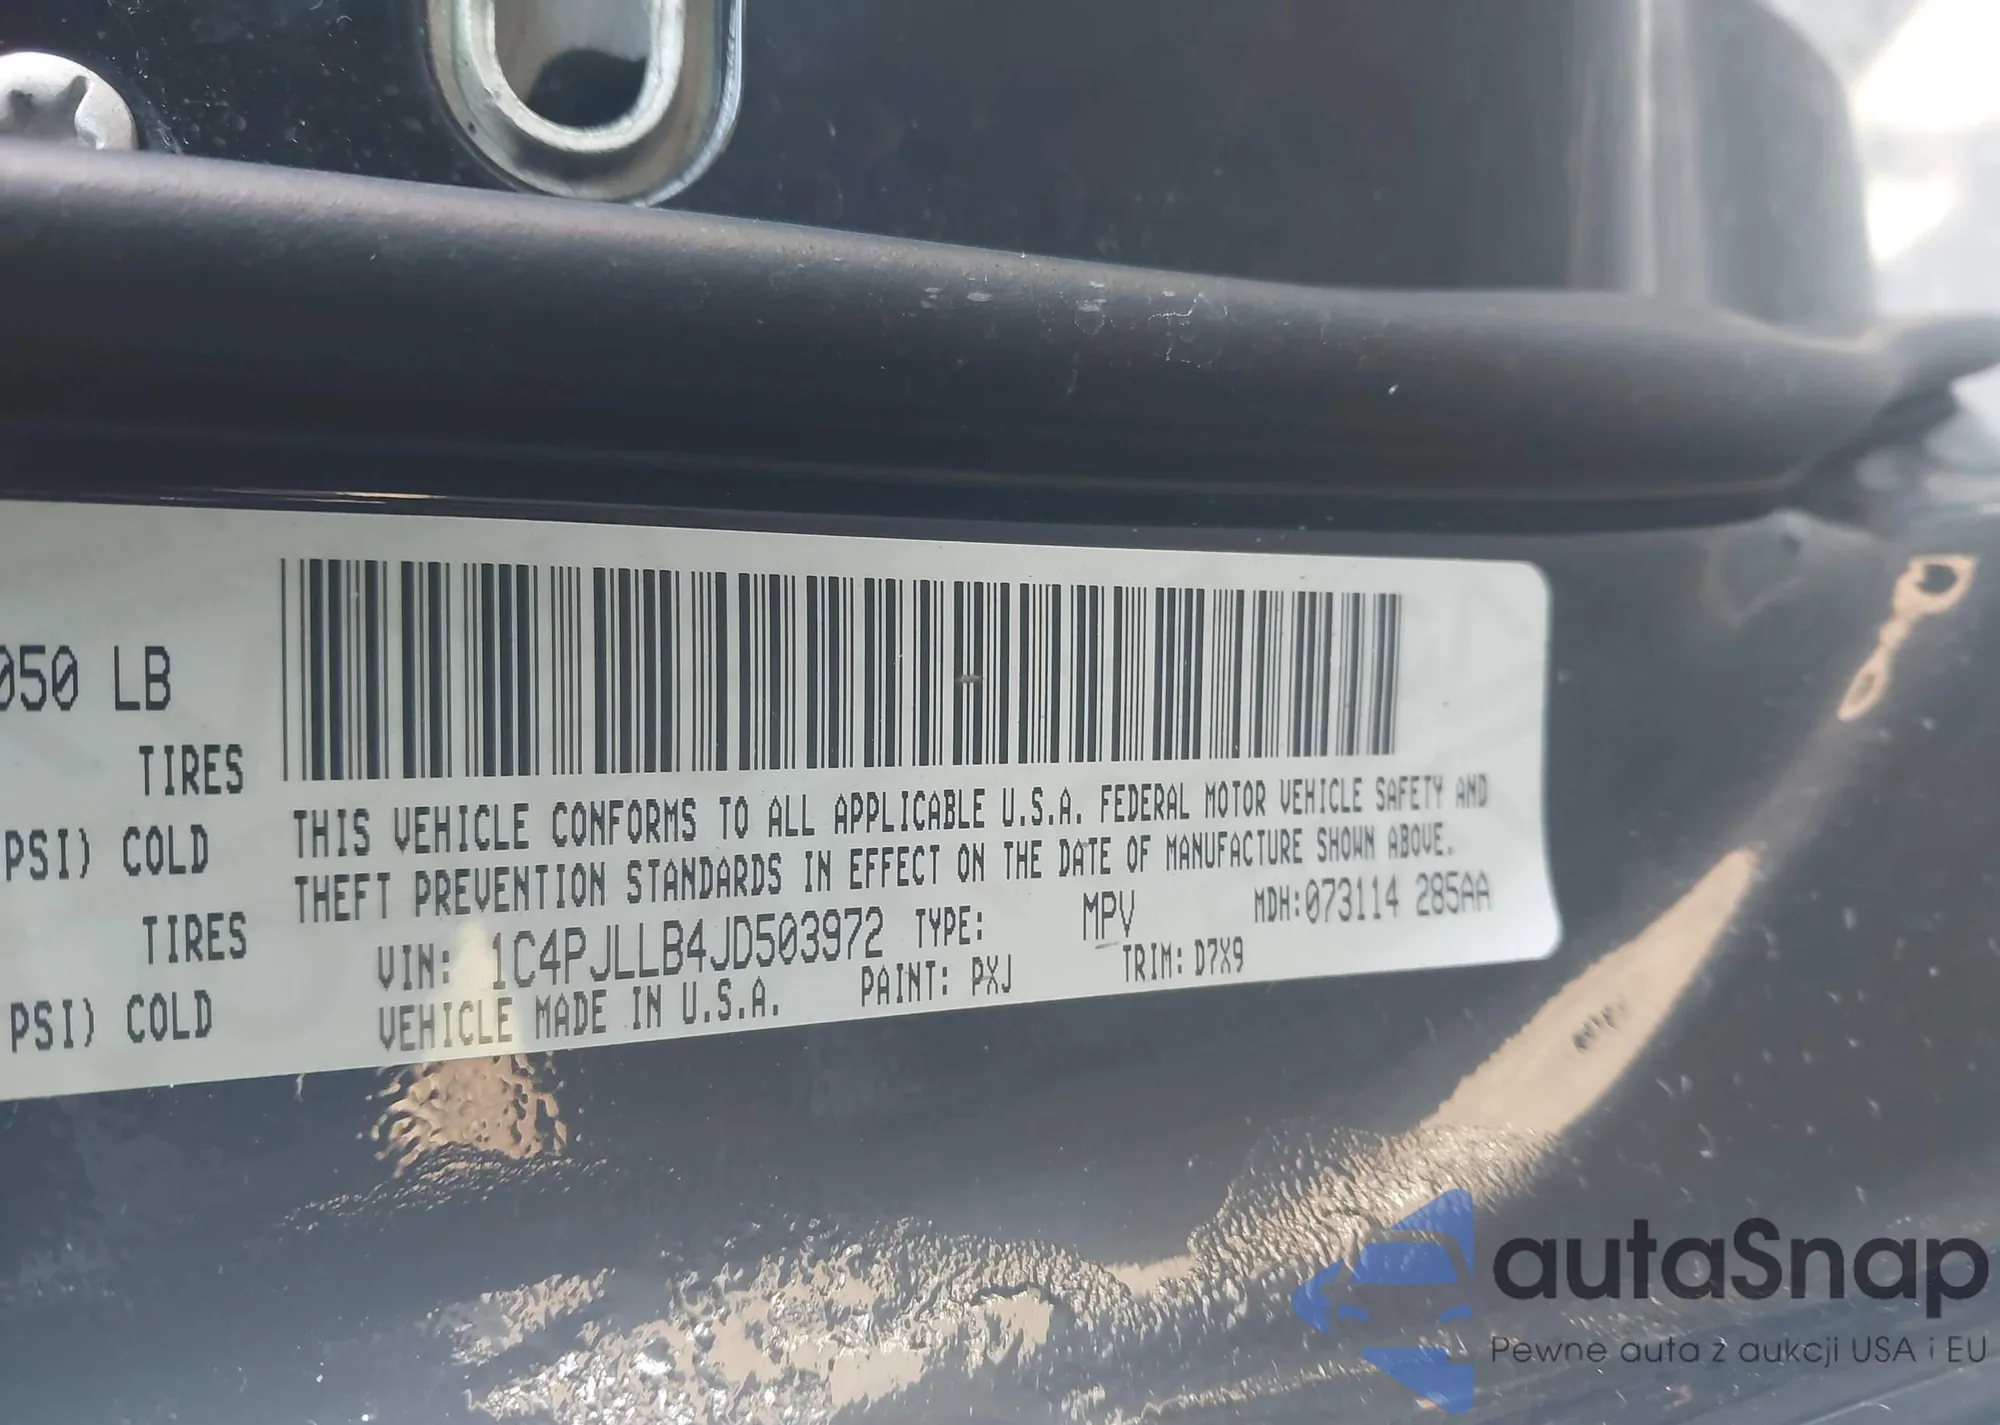 050 LB
TIRES
PSI) COLD
TIRES
PSI) COLD
THIS VEHICLE CONFORMS TO ALL APPLICABLE U.S.A. FEDERAL MOTOR VEHICLE SAFETY AND
THEFT PREVENTION STANDARDS IN EFFECT ON THE DATE OF MANUFACTURE SHOWN ABOVE.
VIN: 1C4PJLLB4JD503972 TYPE: MPV MDH:073114 285AA
VEHICLE MADE IN U.S.A. PAINT: PXJ TRIM: D7X9
autaSnap
Pewne auta z aukcji USA i EU